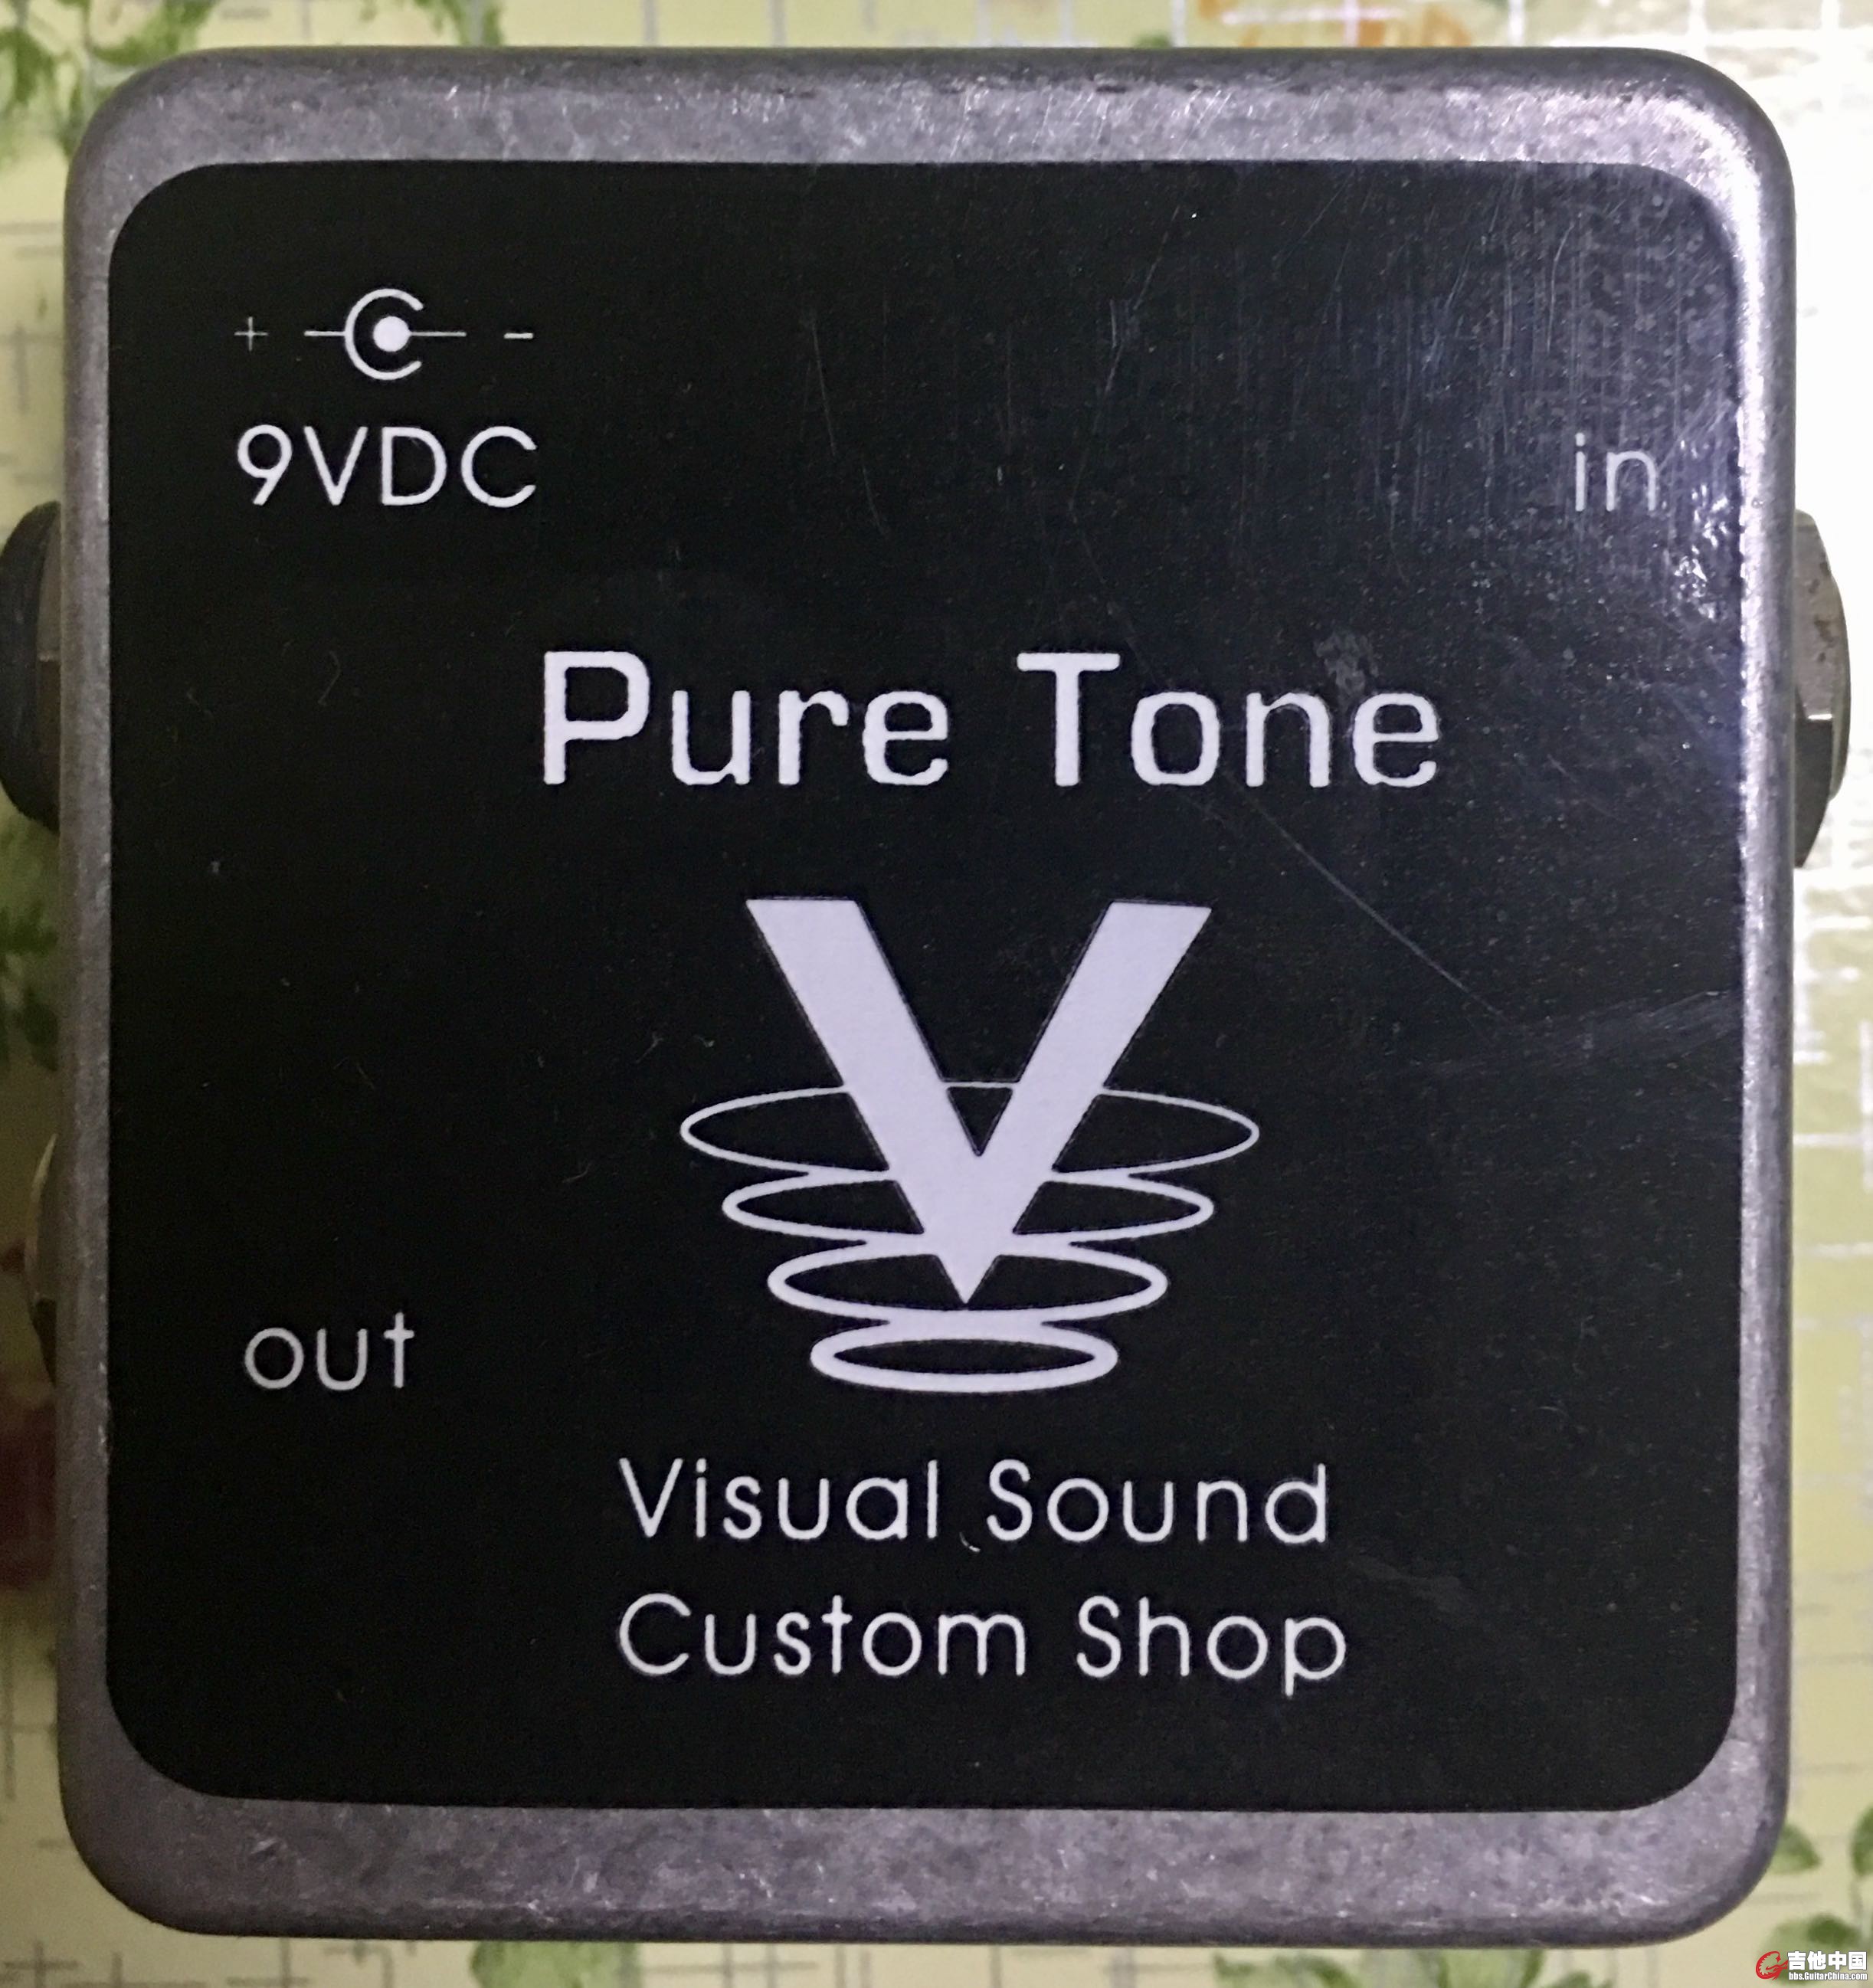 + -
9VDC
in
Pure Tone
V
out
Visual Sound
Custom Shop
吉他中国
bbs.GuitarChina.com